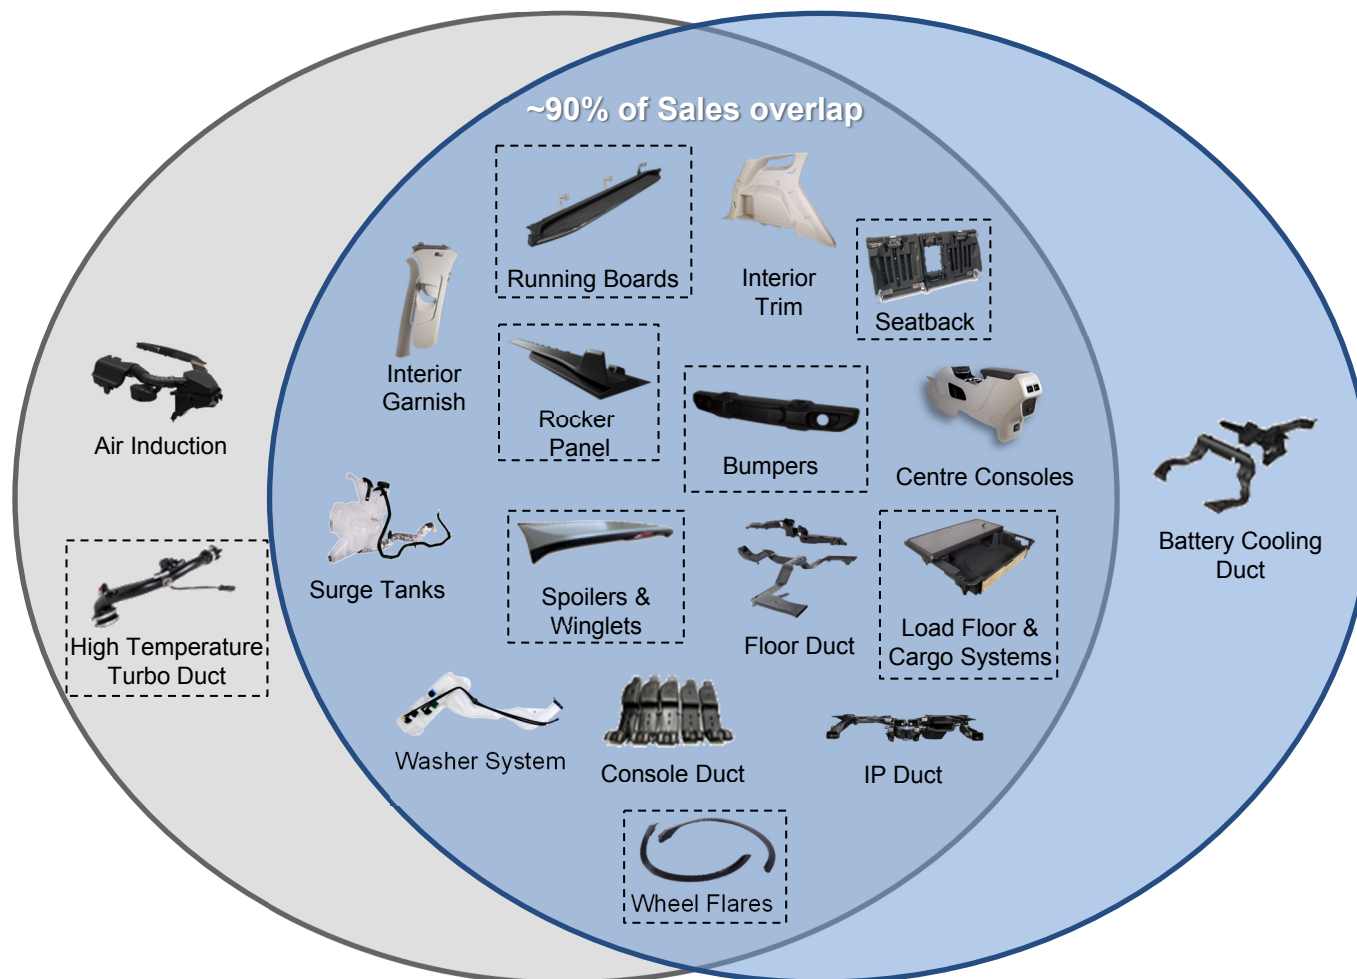 ~90% of Sales overlap
Running Boards
Interior
Trim
Seatback
Interior
Garnish
Rocker
Panel
Bumpers
Centre Consoles
Air Induction
Battery Cooling
Duct
Surge Tanks
Spoilers &
Winglets
Floor Duct
Load Floor &
Cargo Systems
High Temperature
Turbo Duct
Washer System
Console Duct
IP Duct
Wheel Flares